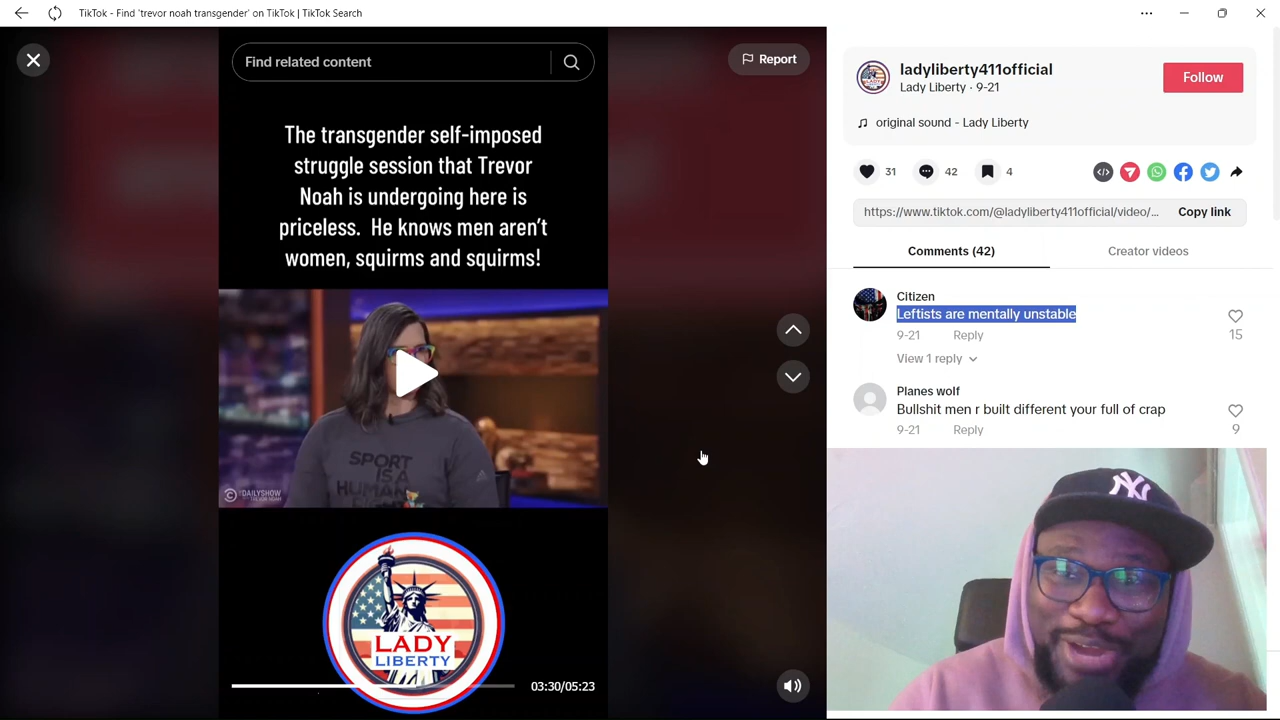 TikTok - Find 'trevor noah transgender' on TikTok | TikTok Search
Find related content
Report
The transgender self-imposed
struggle session that Trevor
Noah is undergoing here is
priceless. He knows men aren't
women, squirms and squirms!
SPORT
IS A
HUMAN
THE DAILY SHOW
TREVOR NOAH
LADY
LIBERTY
03:30/05:23
ladyliberty411official
Lady Liberty · 9-21
Follow
original sound - Lady Liberty
31
42
4
https://www.tiktok.com/@ladyliberty411official/video/...
Copy link
Comments (42)
Creator videos
Citizen
Leftists are mentally unstable
9-21
Reply
15
View 1 reply
Planes wolf
Bullshit men r built different your full of crap
9-21
Reply
9
NY